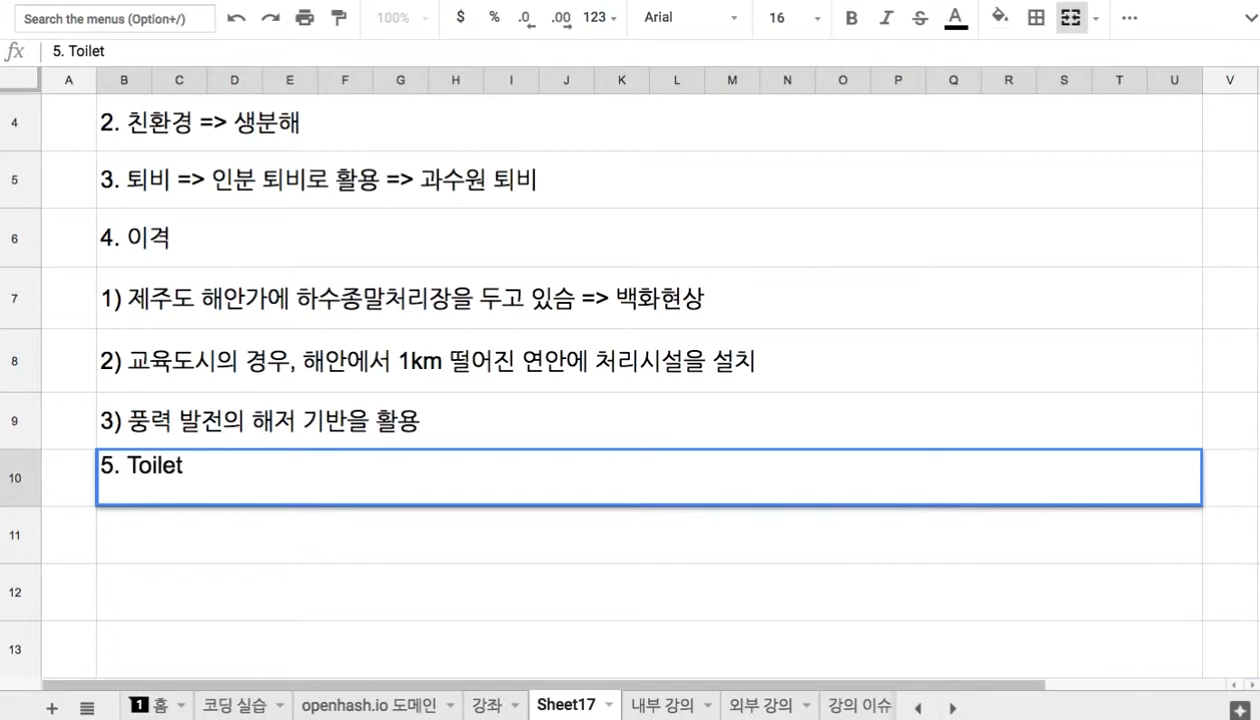 Search the menus (Option+/) 100% $ % .0 .00 123 Arial 16 B I S A
fx 5. Toilet
A B C D E F G H I J K L M N O P Q R S T U V
4 2. 친환경 => 생분해
5 3. 퇴비 => 인분 퇴비로 활용 => 과수원 퇴비
6 4. 이격
7 1) 제주도 해안가에 하수종말처리장을 두고 있슴 => 백화현상
8 2) 교육도시의 경우, 해안에서 1km 떨어진 연안에 처리시설을 설치
9 3) 풍력 발전의 해저 기반을 활용
10 5. Toilet
11
12
13
+ 1 홈 코딩 실습 openhash.io 도메인 강좌 Sheet17 내부 강의 외부 강의 강의 이슈